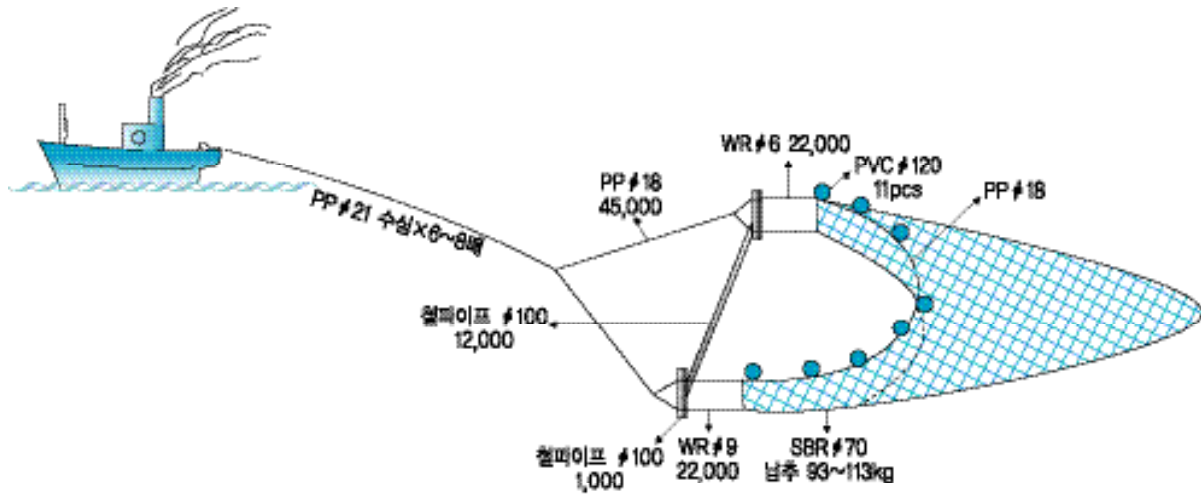 WR∮6 22,000
PVC∮120
11pcs
PP∮18
PP∮18
45,000
PP∮21 수심×6~8배
철파이프 ∮100
12,000
철파이프 ∮100
1,000
WR∮9
22,000
SBR∮70
납추 93~113kg